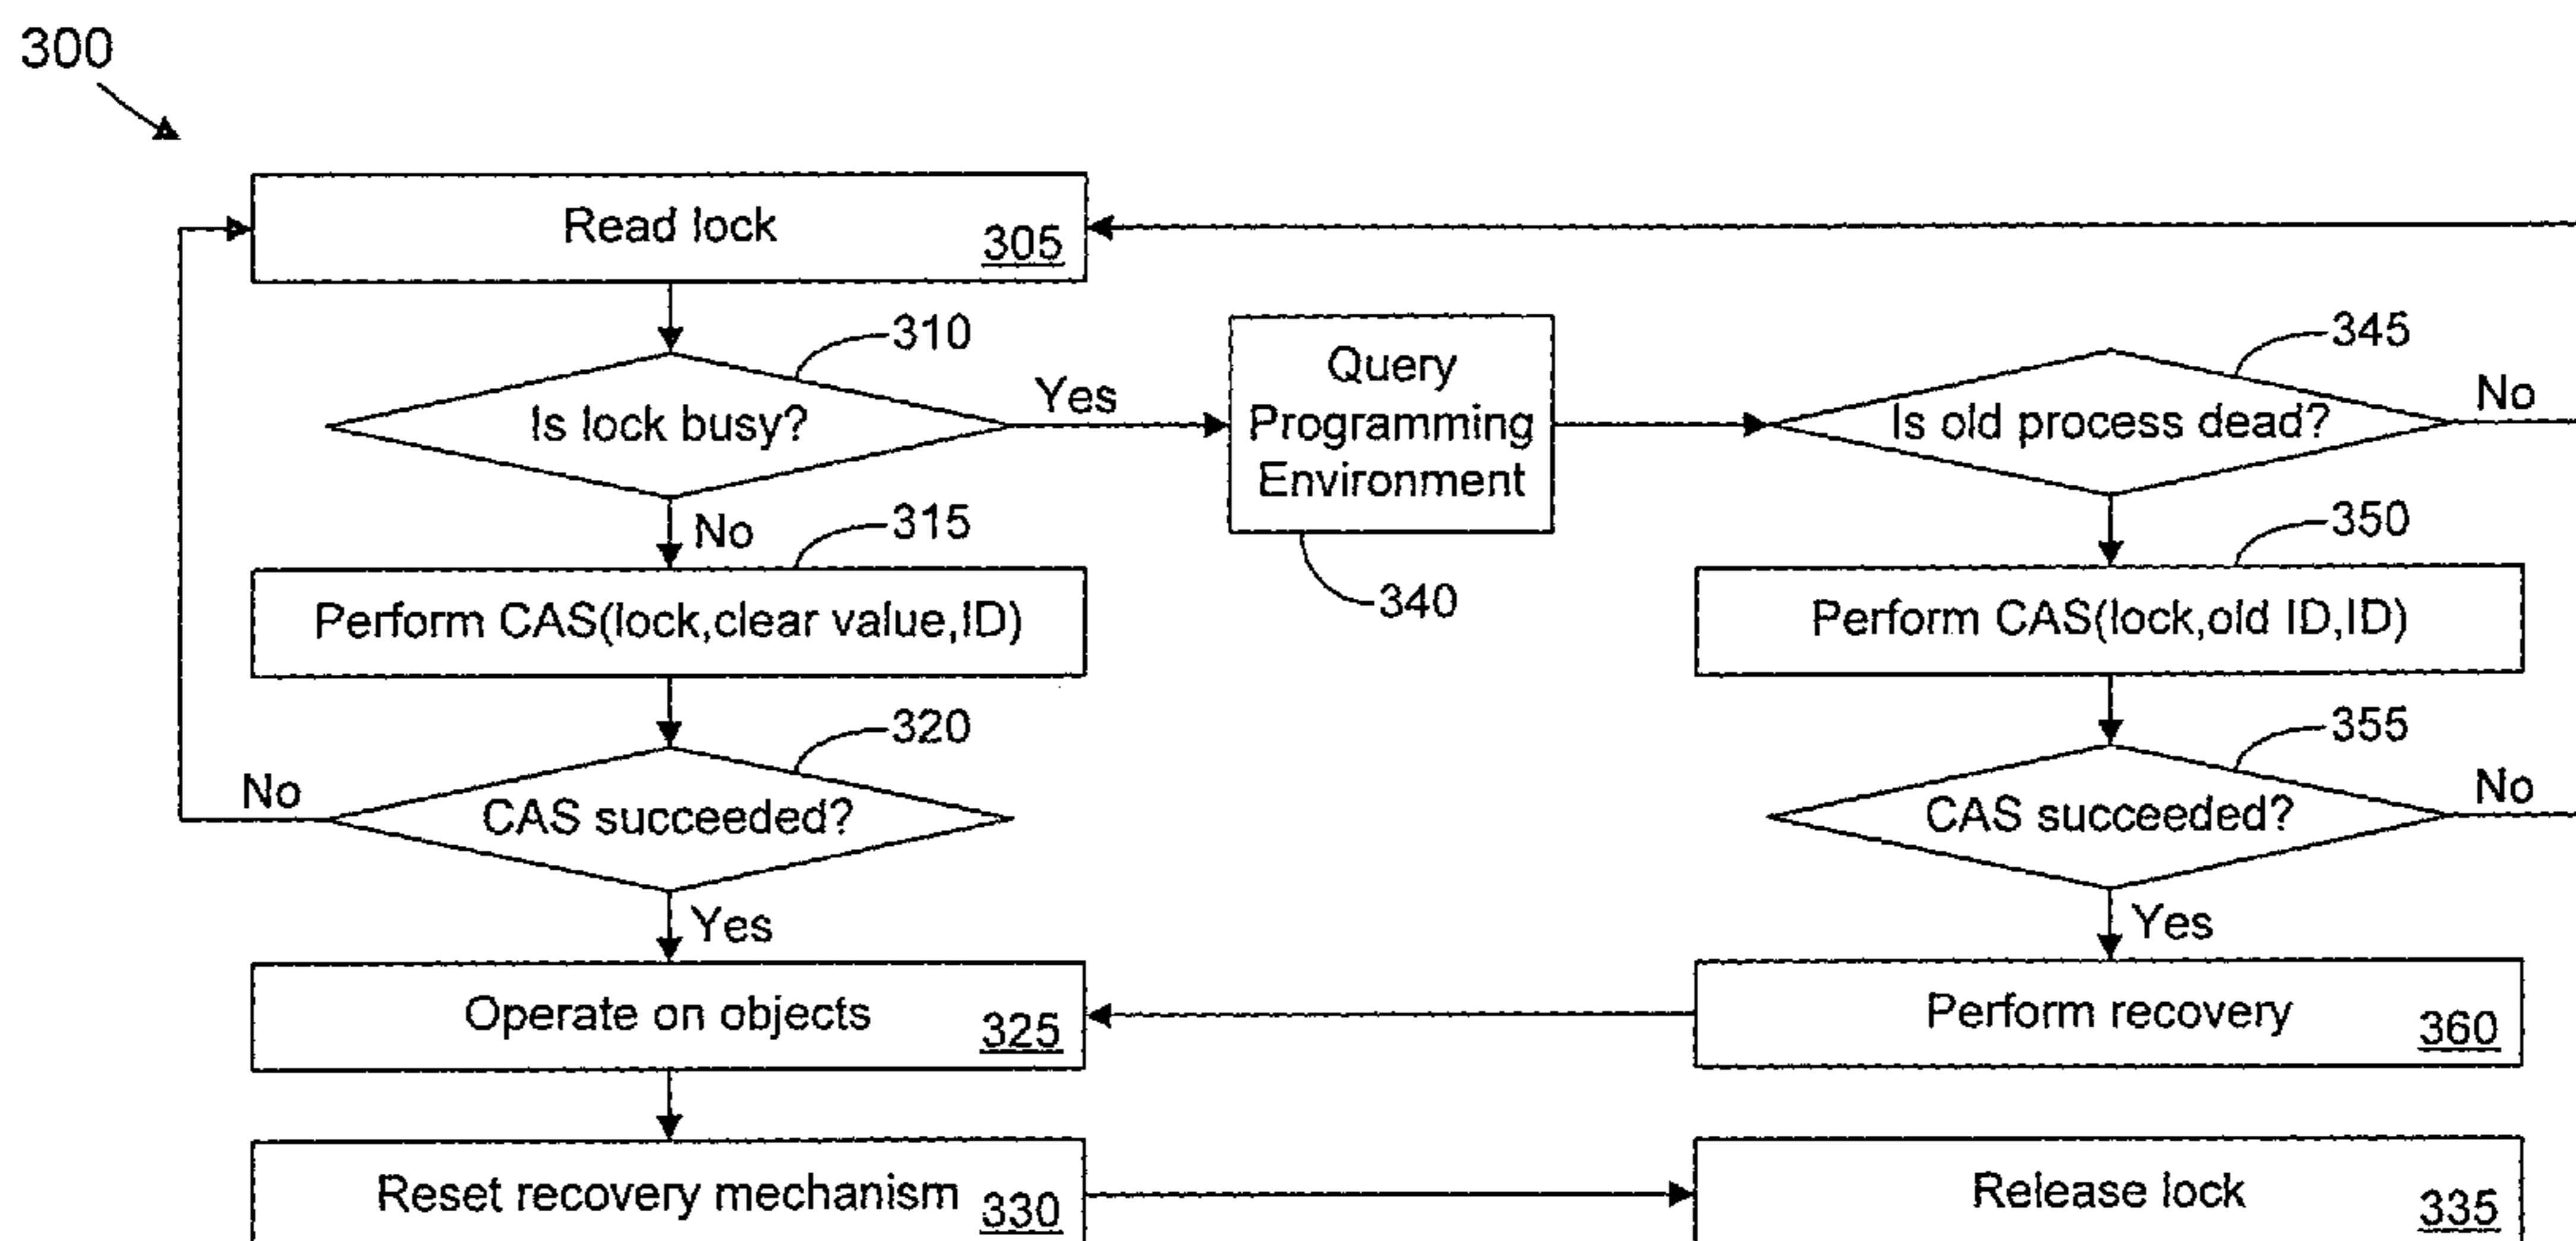 300
Read lock
305
310
Is lock busy?
Yes
Query
Programming
Environment
340
345
Is old process dead?
No
No
315
Perform CAS(lock,clear value,ID)
350
Perform CAS(lock,old ID,ID)
320
CAS succeeded?
No
355
CAS succeeded?
No
Yes
Yes
Operate on objects
325
Perform recovery
360
Reset recovery mechanism
330
Release lock
335